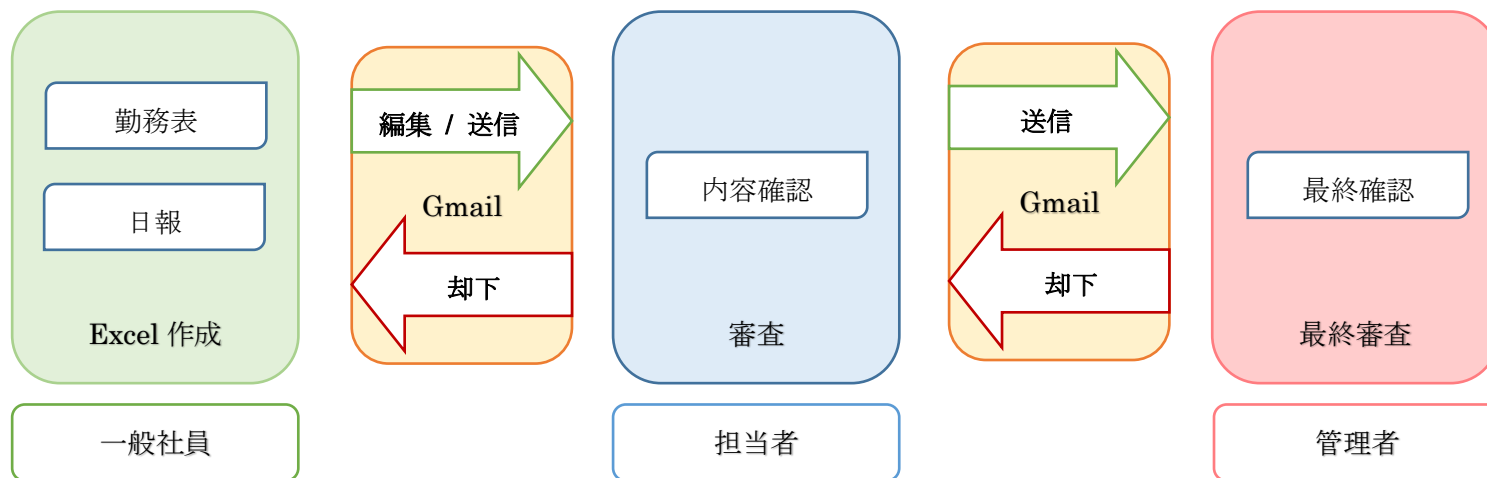 勤務表
日報
Excel 作成
一般社員
編集 / 送信
Gmail
却下
内容確認
審査
担当者
送信
Gmail
却下
最終確認
最終審査
管理者